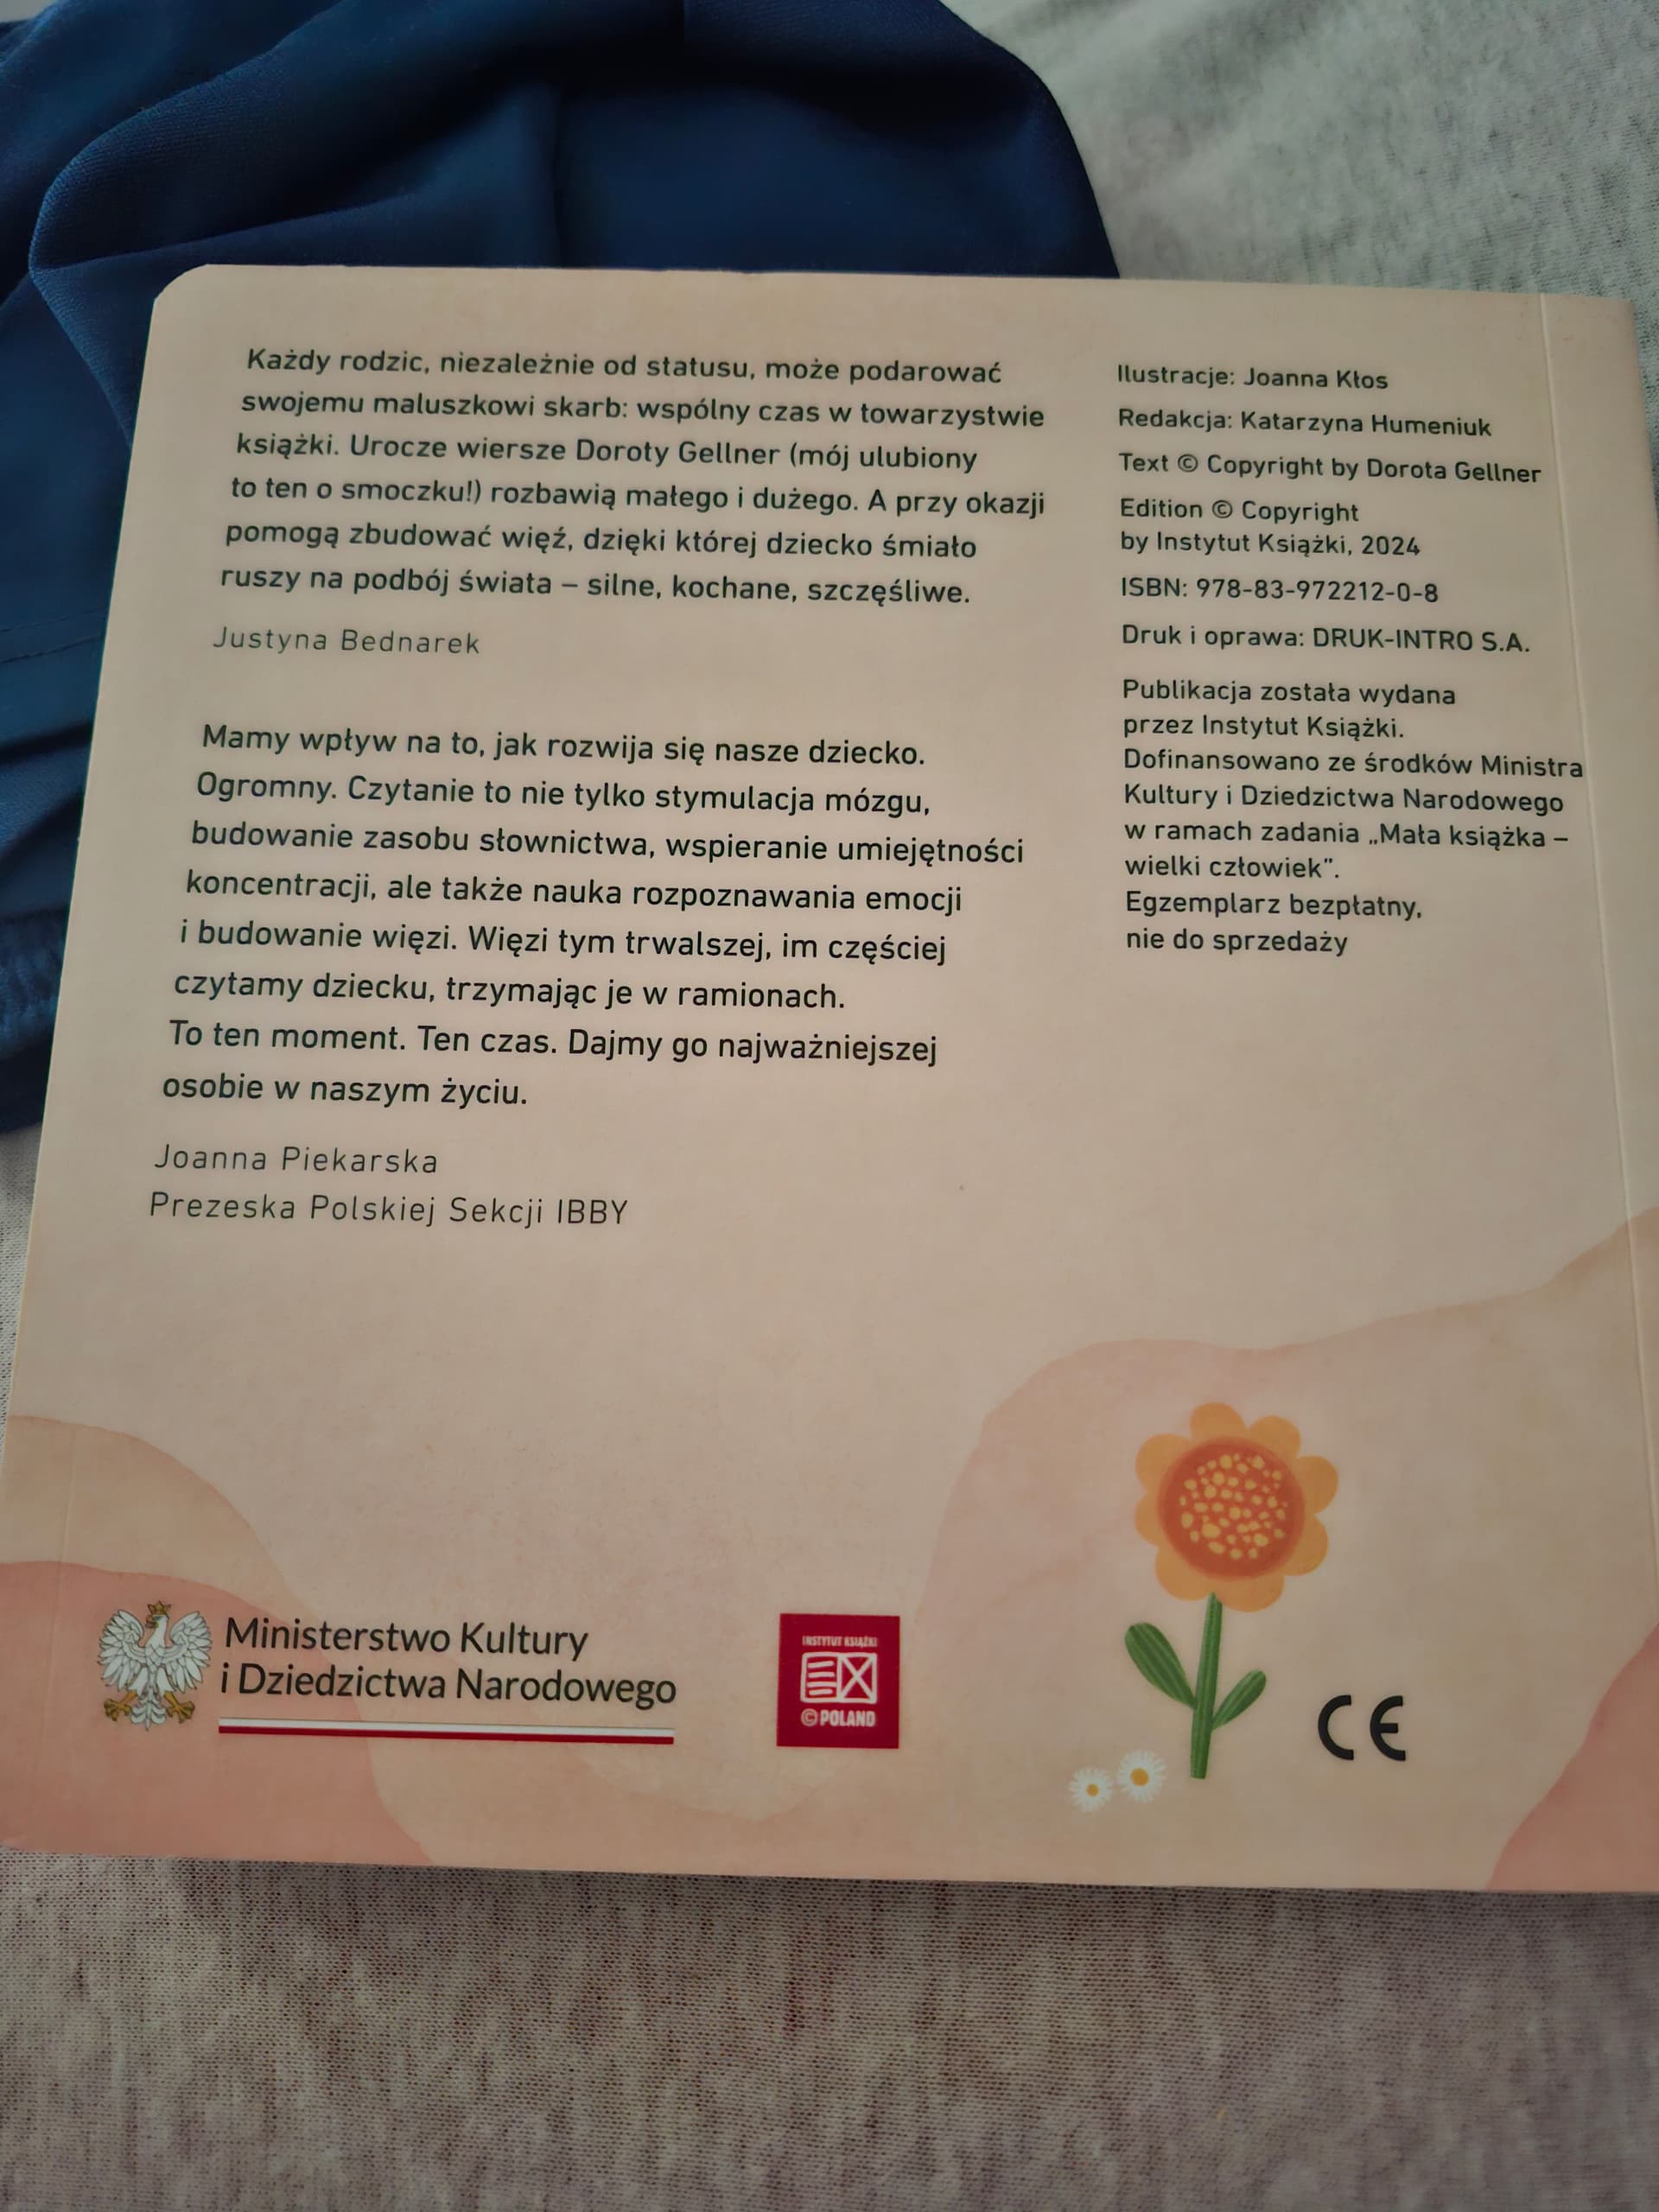 Każdy rodzic, niezależnie od statusu, może podarować
swojemu maluszkowi skarb: wspólny czas w towarzystwie
książki. Urocze wiersze Doroty Gellner (mój ulubiony
to ten o smoczku!) rozbawią małego i dużego. A przy okazji
pomogą zbudować więź, dzięki której dziecko śmiało
ruszy na podbój świata – silne, kochane, szczęśliwe.
Justyna Bednarek
Mamy wpływ na to, jak rozwija się nasze dziecko.
Ogromny. Czytanie to nie tylko stymulacja mózgu,
budowanie zasobu słownictwa, wspieranie umiejętności
koncentracji, ale także nauka rozpoznawania emocji
i budowanie więzi. Więzi tym trwalszej, im częściej
czytamy dziecku, trzymając je w ramionach.
To ten moment. Ten czas. Dajmy go najważniejszej
osobie w naszym życiu.
Joanna Piekarska
Prezeska Polskiej Sekcji IBBY
Ilustracje: Joanna Kłos
Redakcja: Katarzyna Humeniuk
Text © Copyright by Dorota Gellner
Edition © Copyright
by Instytut Książki, 2024
ISBN: 978-83-972212-0-8
Druk i oprawa: DRUK-INTRO S.A.
Publikacja została wydana
przez Instytut Książki.
Dofinansowano ze środków Ministra
Kultury i Dziedzictwa Narodowego
w ramach zadania „Mała książka –
wielki człowiek”.
Egzemplarz bezpłatny,
nie do sprzedaży
Ministerstwo Kultury
i Dziedzictwa Narodowego
INSTYTUT KSIĄŻKI
© POLAND
CE